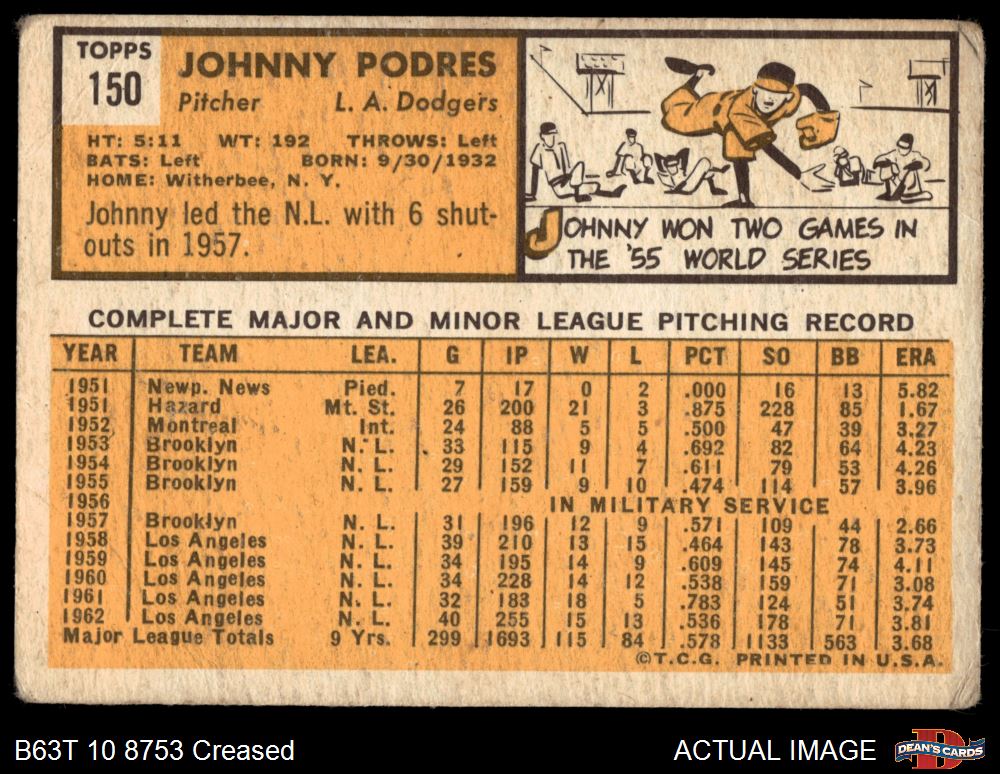 TOPPS
150
JOHNNY PODRES
Pitcher L. A. Dodgers
HT: 5:11 WT: 192 THROWS: Left
BATS: Left BORN: 9/30/1932
HOME: Witherbee, N. Y.
Johnny led the N.L. with 6 shut-
outs in 1957.
JOHNNY WON TWO GAMES IN
THE '55 WORLD SERIES
COMPLETE MAJOR AND MINOR LEAGUE PITCHING RECORD
YEAR TEAM LEA. G IP W L PCT SO BB ERA
1951 Newp. News Pied. 7 17 0 2 .000 16 13 5.82
1951 Hazard Mt. St. 26 200 21 3 .875 228 85 1.67
1952 Montreal Int. 24 88 5 5 .500 47 39 3.27
1953 Brooklyn N. L. 33 115 9 4 .692 82 64 4.23
1954 Brooklyn N. L. 29 152 11 7 .611 79 53 4.26
1955 Brooklyn N. L. 27 159 9 10 .474 114 57 3.96
1956 IN MILITARY SERVICE
1957 Brooklyn N. L. 31 196 12 9 .571 109 44 2.66
1958 Los Angeles N. L. 39 210 13 15 .464 143 78 3.73
1959 Los Angeles N. L. 34 195 14 9 .609 145 74 4.11
1960 Los Angeles N. L. 34 228 14 12 .538 159 71 3.08
1961 Los Angeles N. L. 32 183 18 5 .783 124 51 3.74
1962 Los Angeles N. L. 40 255 15 13 .536 178 71 3.81
Major League Totals 9 Yrs. 299 1693 115 84 .578 1133 563 3.68
©T.C.G. PRINTED IN U.S.A.
B63T 10 8753 Creased ACTUAL IMAGE D DEAN'S CARDS